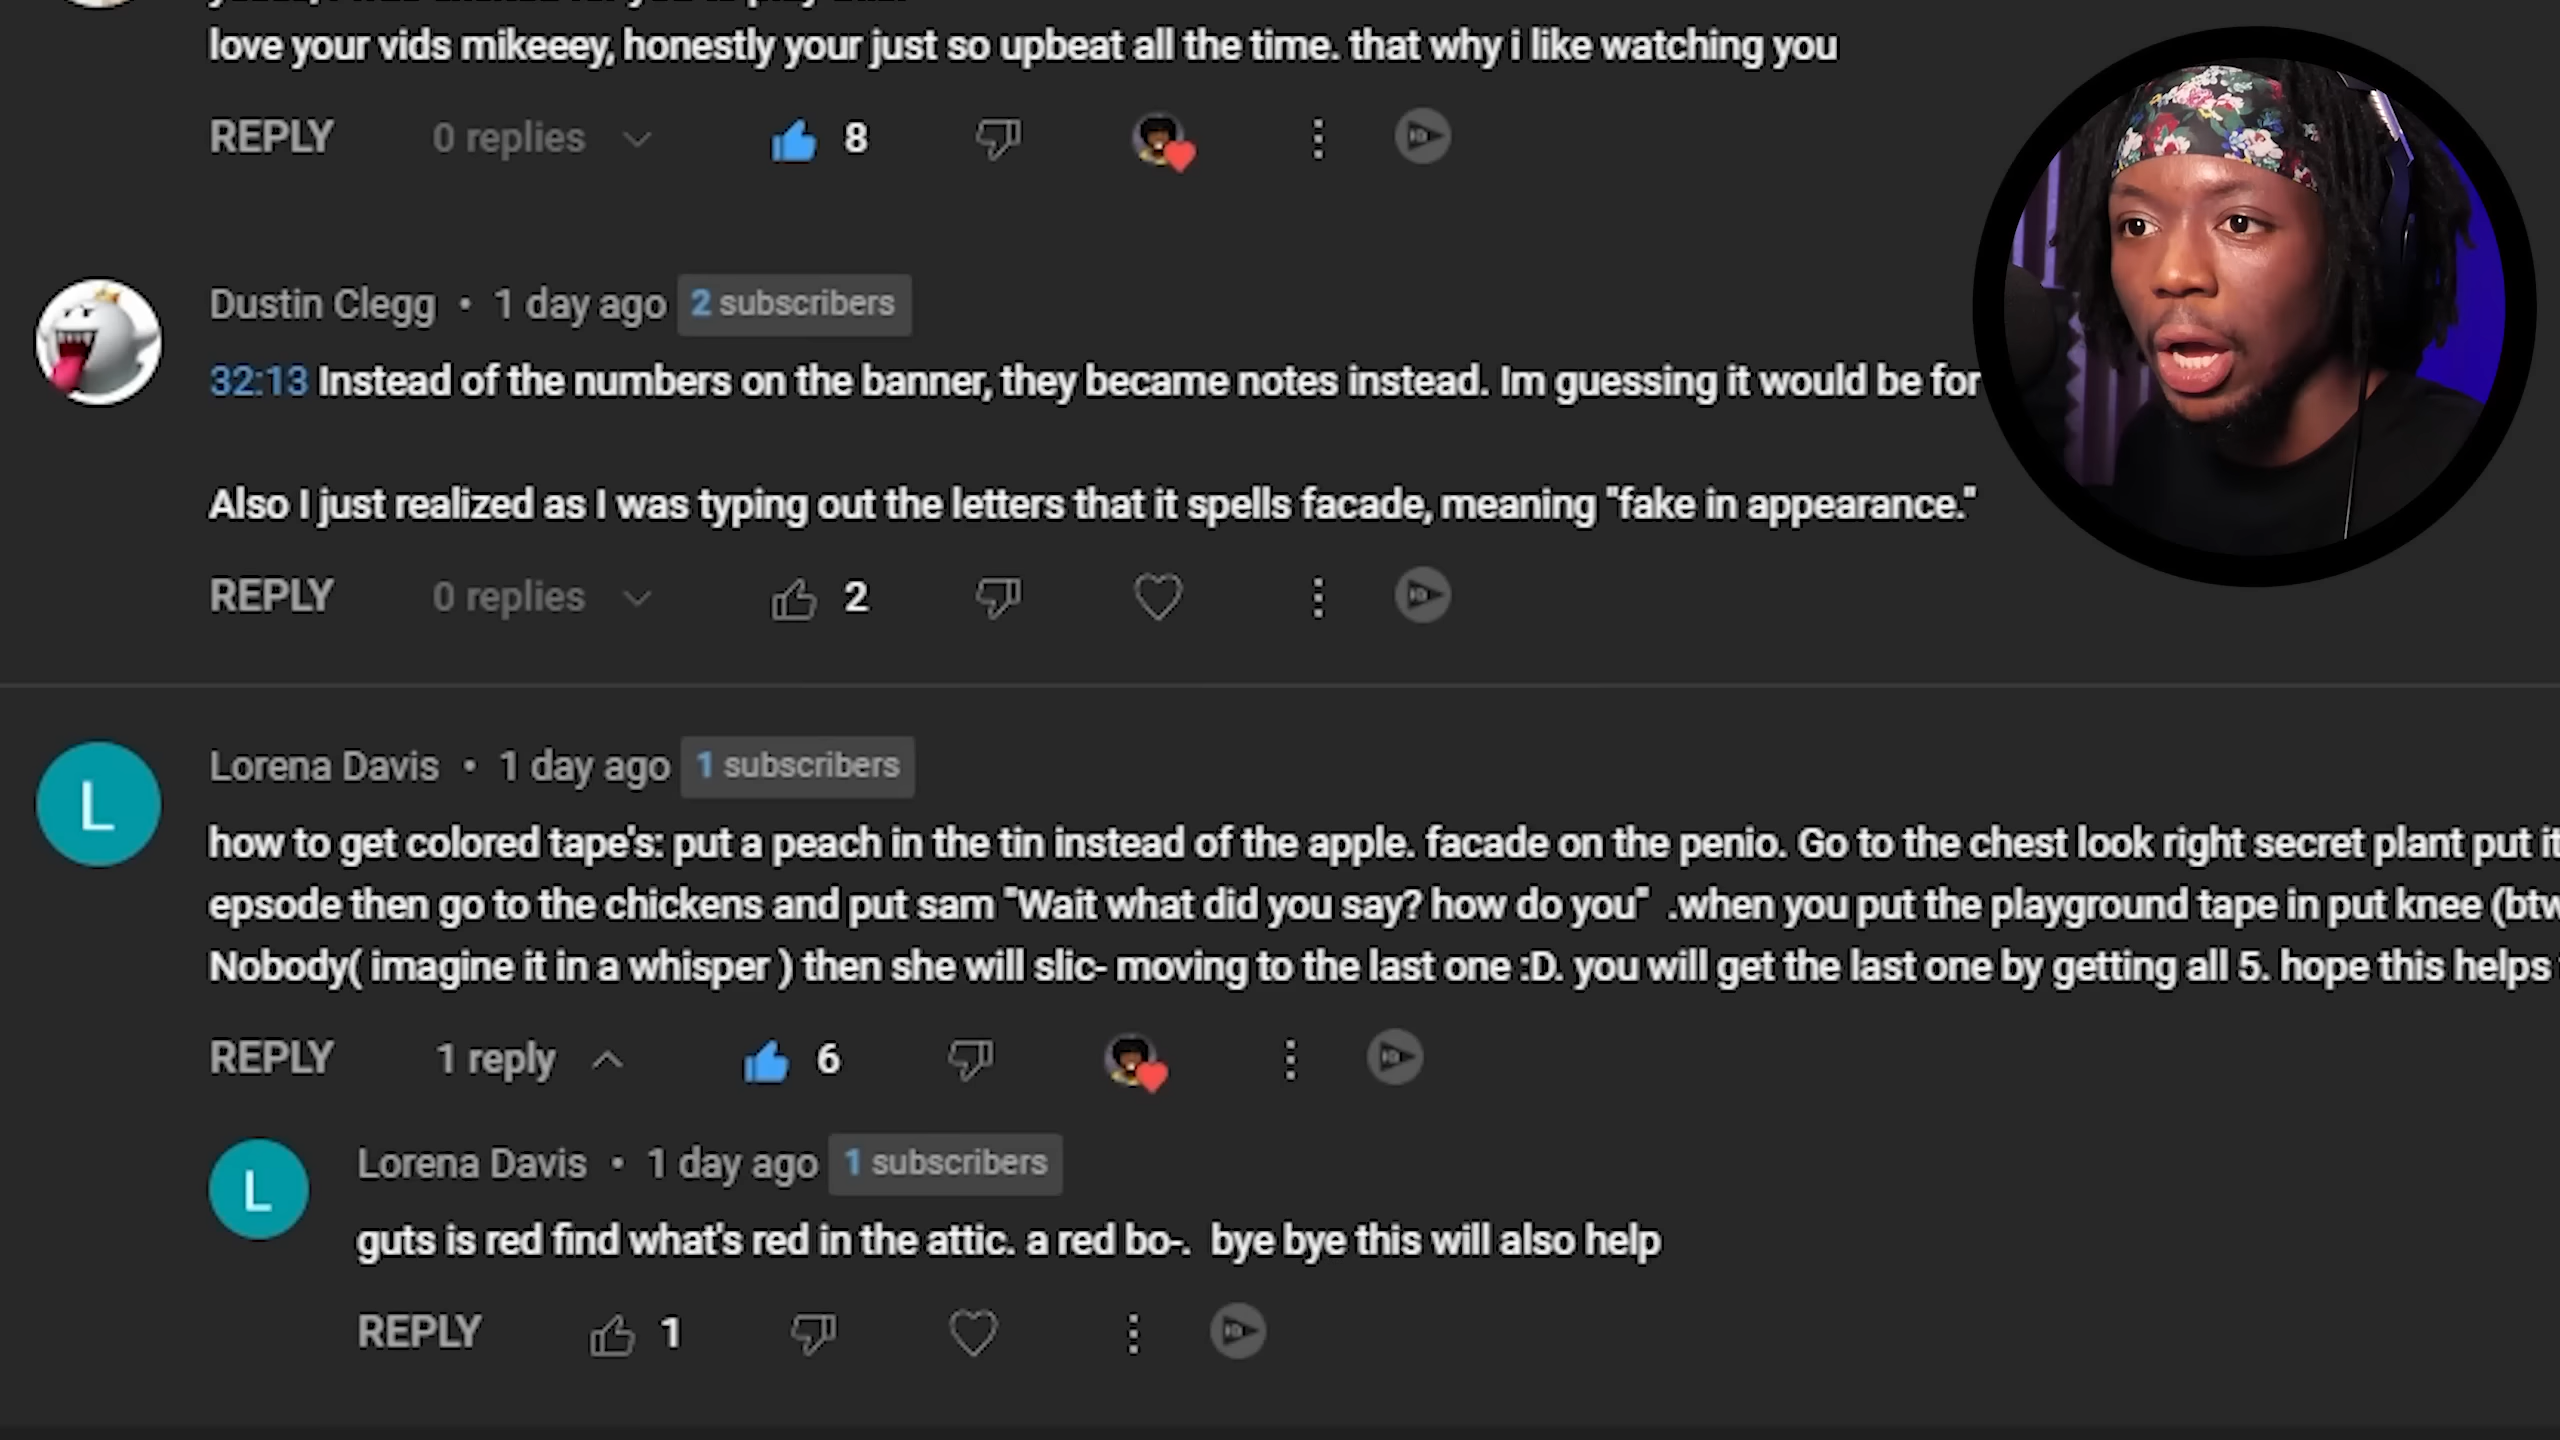 love your vids mikeeey, honestly your just so upbeat all the time. that why i like watching you
REPLY 0 replies 8
Dustin Clegg • 1 day ago 2 subscribers
32:13 Instead of the numbers on the banner, they became notes instead. Im guessing it would be for
Also I just realized as I was typing out the letters that it spells facade, meaning "fake in appearance."
REPLY 0 replies 2
L
Lorena Davis • 1 day ago 1 subscribers
how to get colored tape's: put a peach in the tin instead of the apple. facade on the penio. Go to the chest look right secret plant put it
epsode then go to the chickens and put sam "Wait what did you say? how do you" .when you put the playground tape in put knee (btw
Nobody( imagine it in a whisper ) then she will slic- moving to the last one :D. you will get the last one by getting all 5. hope this helps
REPLY 1 reply 6
L
Lorena Davis • 1 day ago 1 subscribers
guts is red find what's red in the attic. a red bo-. bye bye this will also help
REPLY 1